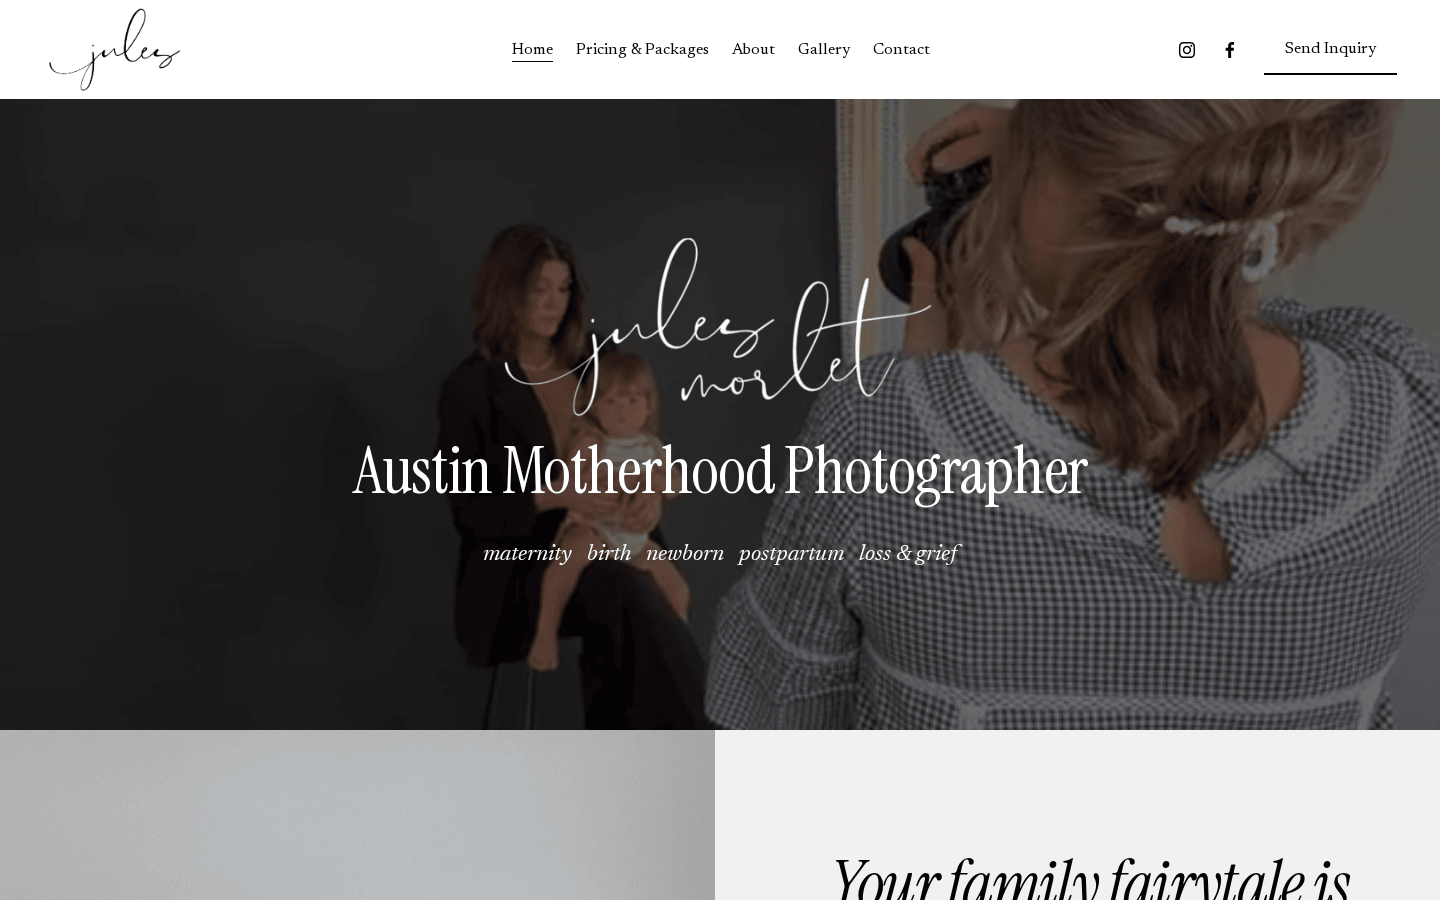 jules
Home Pricing & Packages About Gallery Contact
Send Inquiry
jules
morlet
Austin Motherhood Photographer
maternity birth newborn postpartum loss & grief
Your family fairytale is